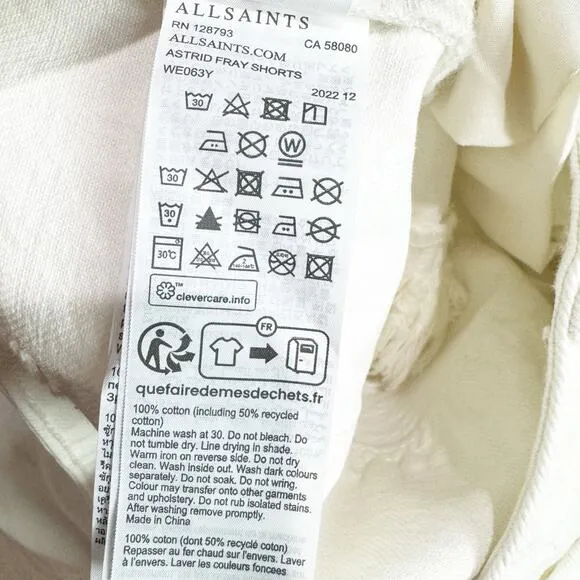 ALLSAINTS
RN 128793 CA 58080
ALLSAINTS.COM
ASTRID FRAY SHORTS
WE063Y
2022 12
30
W
30
30
30℃
clevercare.info
FR
quefairedemesdechets.fr
100% cotton (including 50% recycled
cotton)
Machine wash at 30. Do not bleach. Do
not tumble dry. Line drying in shade.
Warm iron on reverse side. Do not dry
clean. Wash inside out. Wash dark colours
separately. Do not soak. Do not wring.
Colour may transfer onto other garments
and upholstery. Do not rub isolated stains.
After washing remove promptly.
Made in China
100% coton (dont 50% recyclé coton)
Repasser au fer chaud sur l'envers. Laver
à l'envers. Laver les couleurs foncées